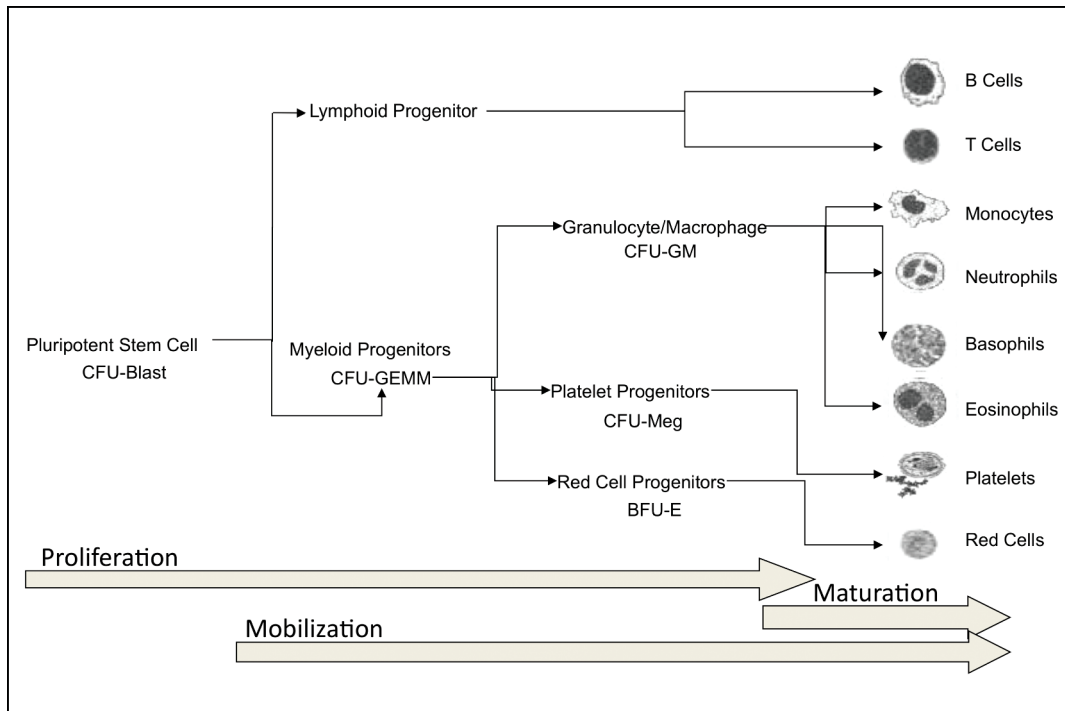 B Cells
Lymphoid Progenitor
T Cells
Monocytes
Granulocyte/Macrophage
CFU-GM
Neutrophils
Pluripotent Stem Cell
CFU-Blast
Myeloid Progenitors
CFU-GEMM
Basophils
Platelet Progenitors
CFU-Meg
Eosinophils
Red Cell Progenitors
BFU-E
Platelets
Red Cells
Proliferation
Maturation
Mobilization